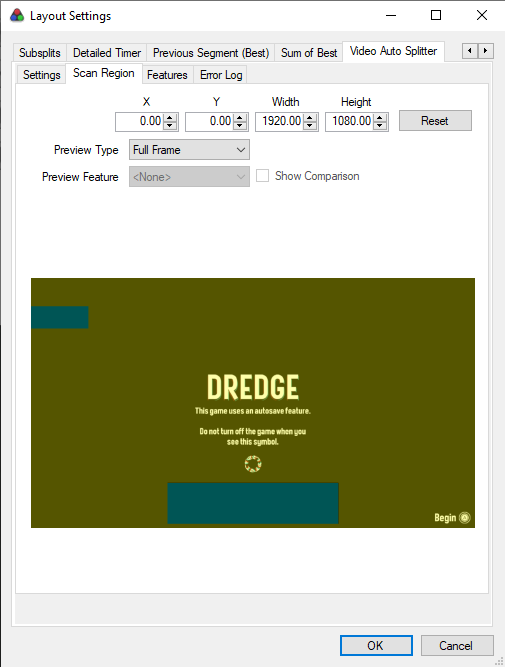 Layout Settings
Subsplits Detailed Timer Previous Segment (Best) Sum of Best Video Auto Splitter
Settings Scan Region Features Error Log
X Y Width Height
0.00 0.00 1920.00 1080.00 Reset
Preview Type Full Frame
Preview Feature <None> Show Comparison
DREDGE
This game uses an autosave feature.
Do not turn off the game when you
see this symbol.
Begin
OK Cancel